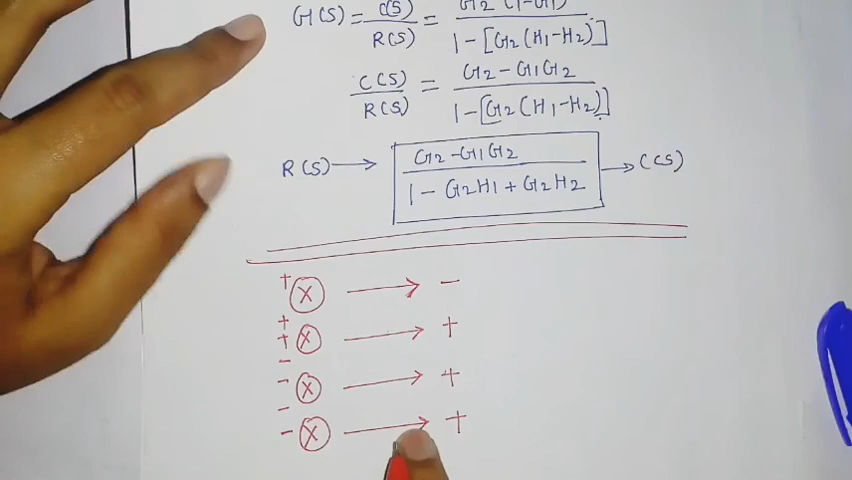 G(S) = C(S)/R(S) = G2 (1-G1) / 1-[G2(H1-H2)]
C(S)/R(S) = G2-G1G2 / 1-[G2(H1-H2)]
R(S) → G2-G1G2 / 1-G2H1+G2H2 → C(S)
+ ⊗ → -
+
+ ⊗ → +
-
- ⊗ → +
-
- ⊗ → +